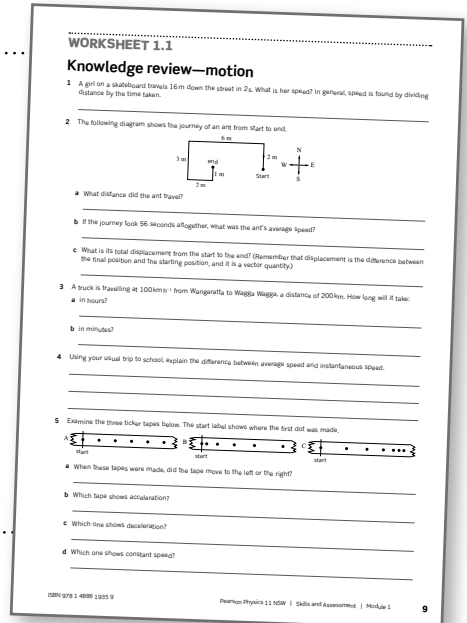 WORKSHEET 1.1
Knowledge review—motion
1 A girl on a skateboard travels 16 m down the street in 2 s. What is her speed? In general, speed is found by dividing
distance by the time taken.
2 The following diagram shows the journey of an ant from start to end.
6 m
3 m
end
1 m
2 m
2 m
Start
N
W
E
S
a What distance did the ant travel?
b If the journey took 56 seconds altogether, what was the ant's average speed?
c What is its total displacement from the start to the end? (Remember that displacement is the difference between
the final position and the starting position, and it is a vector quantity.)
3 A truck is travelling at 100 km h⁻¹ from Wangaratta to Wagga Wagga, a distance of 200 km. How long will it take:
a in hours?
b in minutes?
4 Using your usual trip to school, explain the difference between average speed and instantaneous speed.
5 Examine the three ticker tapes below. The start label shows where the first dot was made.
A
start
B
start
C
start
a When these tapes were made, did the tape move to the left or the right?
b Which tape shows acceleration?
c Which one shows deceleration?
d Which one shows constant speed?
ISBN 978 1 4886 1935 9
Pearson Physics 11 NSW | Skills and Assessment | Module 1
9